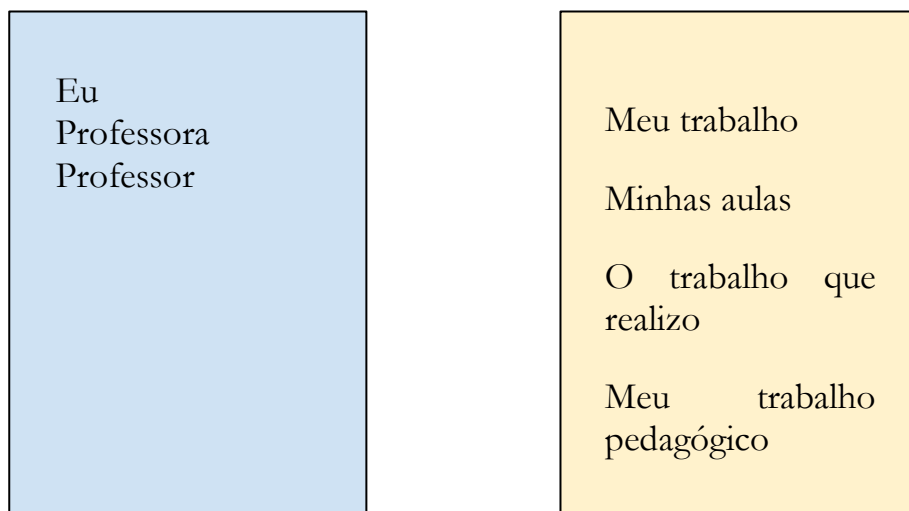 Eu
Professora
Professor
Meu trabalho
Minhas aulas
O trabalho que
realizo
Meu trabalho
pedagógico